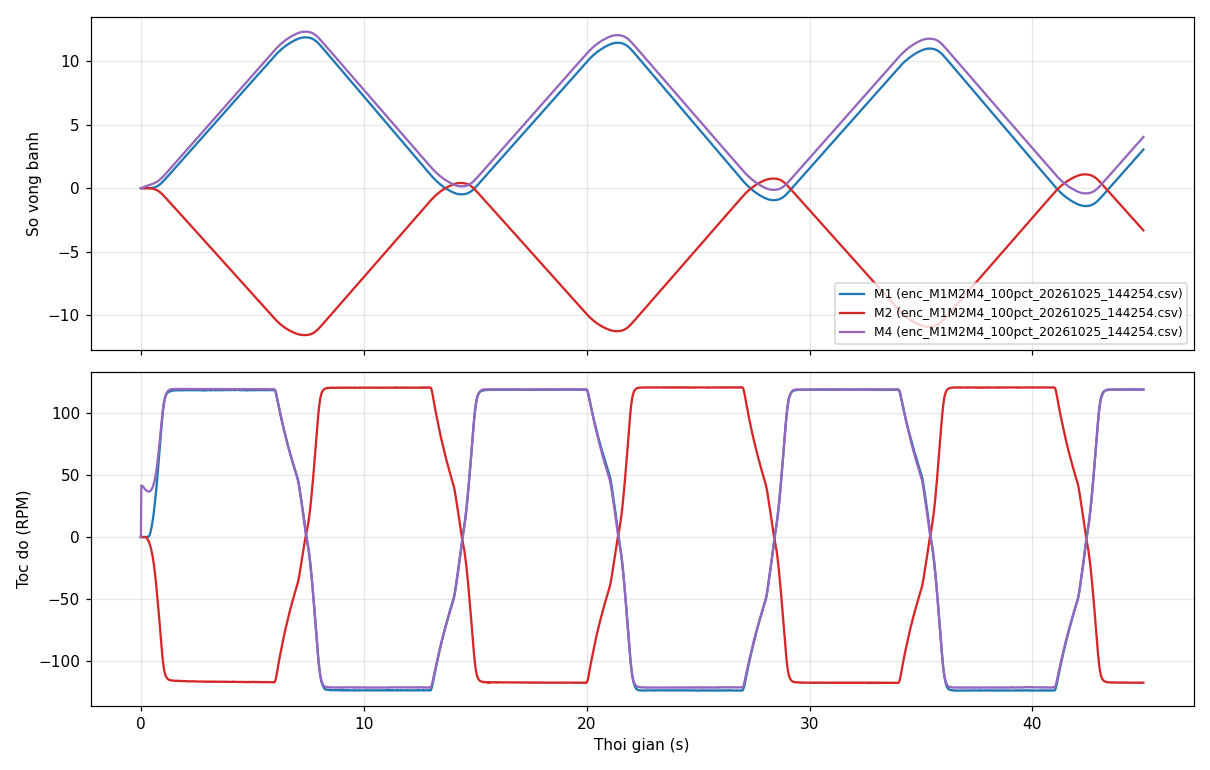 So vong banh
10
5
0
−5
−10
M1 (enc_M1M2M4_100pct_20261025_144254.csv)
M2 (enc_M1M2M4_100pct_20261025_144254.csv)
M4 (enc_M1M2M4_100pct_20261025_144254.csv)
Toc do (RPM)
100
50
0
−50
−100
0 10 20 30 40
Thoi gian (s)